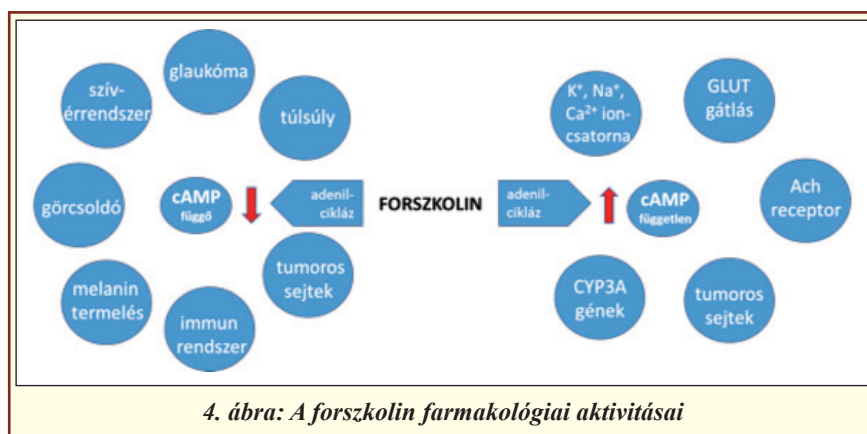 glaukóma
szív-
érrendszer
túlsúly
görcsoldó
cAMP
függő
adenil-
cikláz
melanin
termelés
immun
rendszer
tumoros
sejtek
FORSZKOLIN
K⁺, Na⁺,
Ca²⁺ ion-
csatorna
GLUT
gátlás
adenil-
cikláz
cAMP
független
Ach
receptor
CYP3A
gének
tumoros
sejtek
4. ábra: A forszkolin farmakológiai aktivitásai